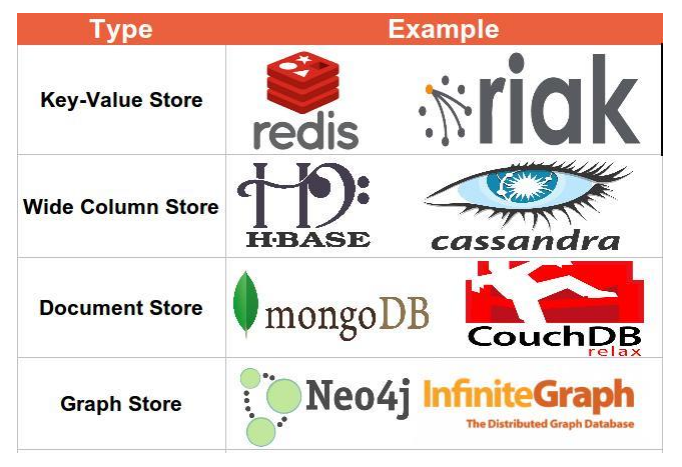 Type Example
Key-Value Store redis riak
Wide Column Store H·BASE cassandra
Document Store mongoDB CouchDB
relax
Graph Store Neo4j InfiniteGraph
The Distributed Graph Database